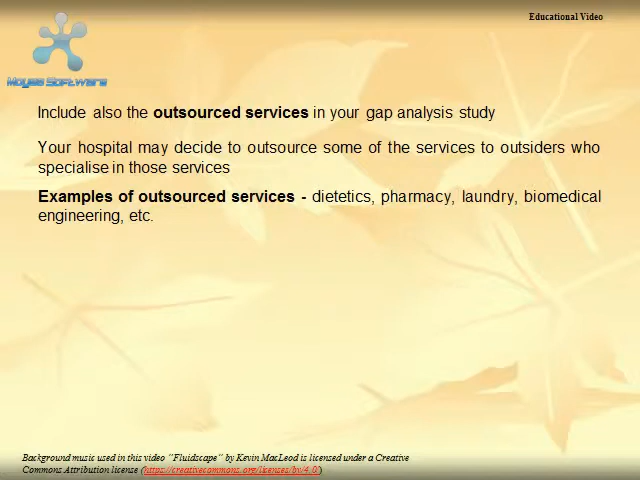 Educational Video
Moyae Software
Include also the outsourced services in your gap analysis study
Your hospital may decide to outsource some of the services to outsiders who
specialise in those services
Examples of outsourced services - dietetics, pharmacy, laundry, biomedical
engineering, etc.
Background music used in this video "Fluidscape" by Kevin MacLeod is licensed under a Creative
Commons Attribution license (https://creativecommons.org/licenses/by/4.0/)